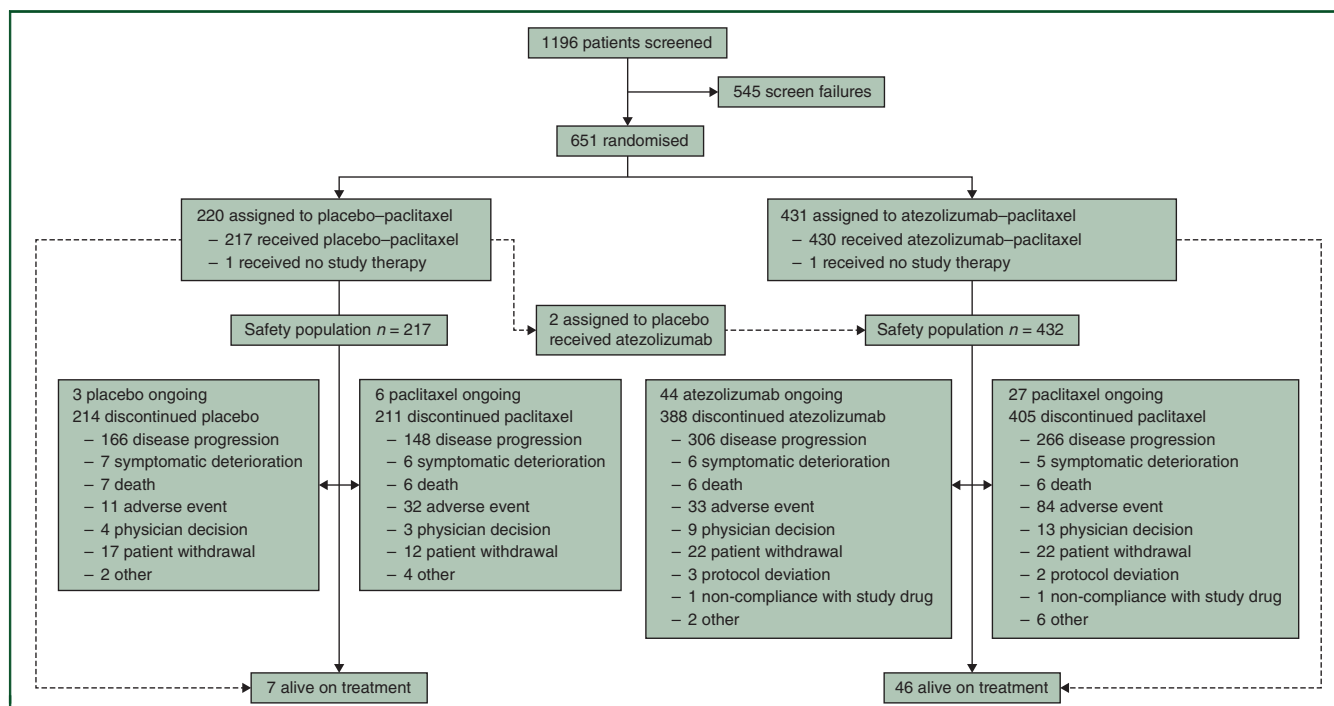 1196 patients screened
545 screen failures
651 randomised
220 assigned to placebo–paclitaxel
– 217 received placebo–paclitaxel
– 1 received no study therapy
431 assigned to atezolizumab–paclitaxel
– 430 received atezolizumab–paclitaxel
– 1 received no study therapy
Safety population n = 217
2 assigned to placebo
received atezolizumab
Safety population n = 432
3 placebo ongoing
214 discontinued placebo
– 166 disease progression
– 7 symptomatic deterioration
– 7 death
– 11 adverse event
– 4 physician decision
– 17 patient withdrawal
– 2 other
6 paclitaxel ongoing
211 discontinued paclitaxel
– 148 disease progression
– 6 symptomatic deterioration
– 6 death
– 32 adverse event
– 3 physician decision
– 12 patient withdrawal
– 4 other
44 atezolizumab ongoing
388 discontinued atezolizumab
– 306 disease progression
– 6 symptomatic deterioration
– 6 death
– 33 adverse event
– 9 physician decision
– 22 patient withdrawal
– 3 protocol deviation
– 1 non-compliance with study drug
– 2 other
27 paclitaxel ongoing
405 discontinued paclitaxel
– 266 disease progression
– 5 symptomatic deterioration
– 6 death
– 84 adverse event
– 13 physician decision
– 22 patient withdrawal
– 2 protocol deviation
– 1 non-compliance with study drug
– 6 other
7 alive on treatment
46 alive on treatment